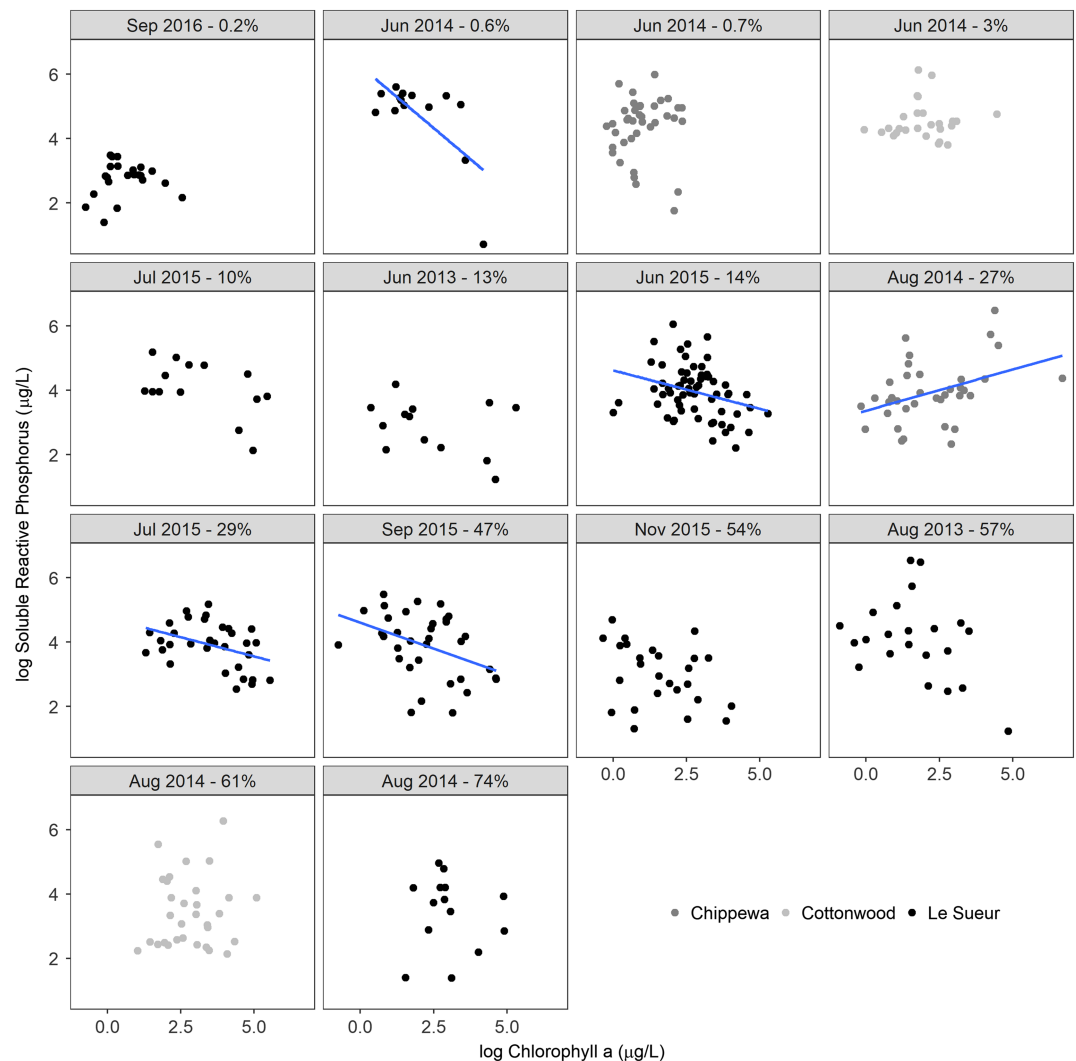 Sep 2016 - 0.2%
Jun 2014 - 0.6%
Jun 2014 - 0.7%
Jun 2014 - 3%
6
4
2
Jul 2015 - 10%
Jun 2013 - 13%
Jun 2015 - 14%
Aug 2014 - 27%
6
4
2
log Soluble Reactive Phosphorus (μg/L)
Jul 2015 - 29%
Sep 2015 - 47%
Nov 2015 - 54%
Aug 2013 - 57%
6
4
2
0.0 2.5 5.0
0.0 2.5 5.0
Aug 2014 - 61%
Aug 2014 - 74%
6
4
2
Chippewa Cottonwood Le Sueur
0.0 2.5 5.0
0.0 2.5 5.0
log Chlorophyll a (μg/L)